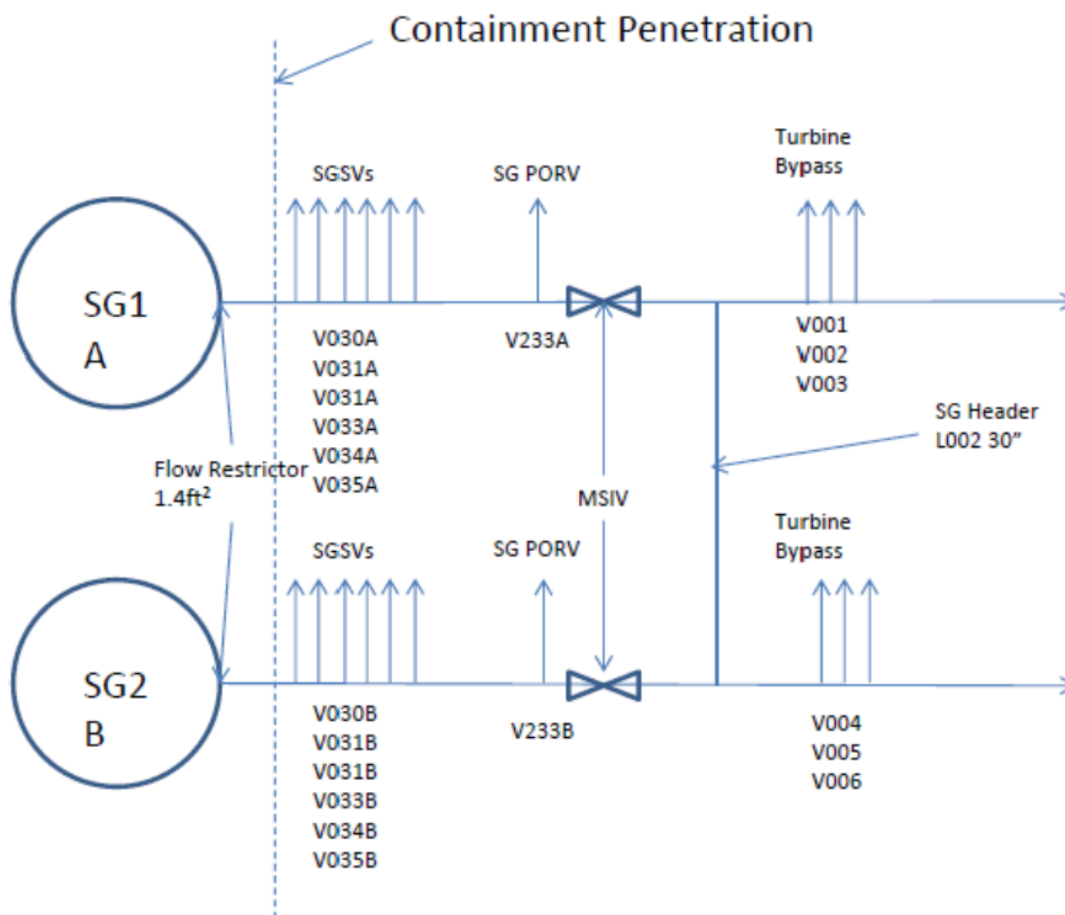 Containment Penetration
SGSVs
SG PORV
Turbine
Bypass
SG1
A
V030A
V031A
V031A
V033A
V034A
V035A
V233A
V001
V002
V003
SG Header
L002 30”
Flow Restrictor
1.4ft²
MSIV
SGSVs
SG PORV
Turbine
Bypass
SG2
B
V030B
V031B
V031B
V033B
V034B
V035B
V233B
V004
V005
V006